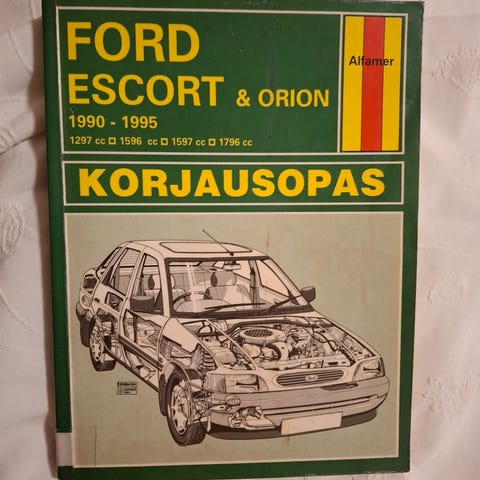 FORD
ESCORT & ORION
1990 - 1995
1297 cc 1596 cc 1597 cc 1796 cc
Alfamer
KORJAUSOPAS